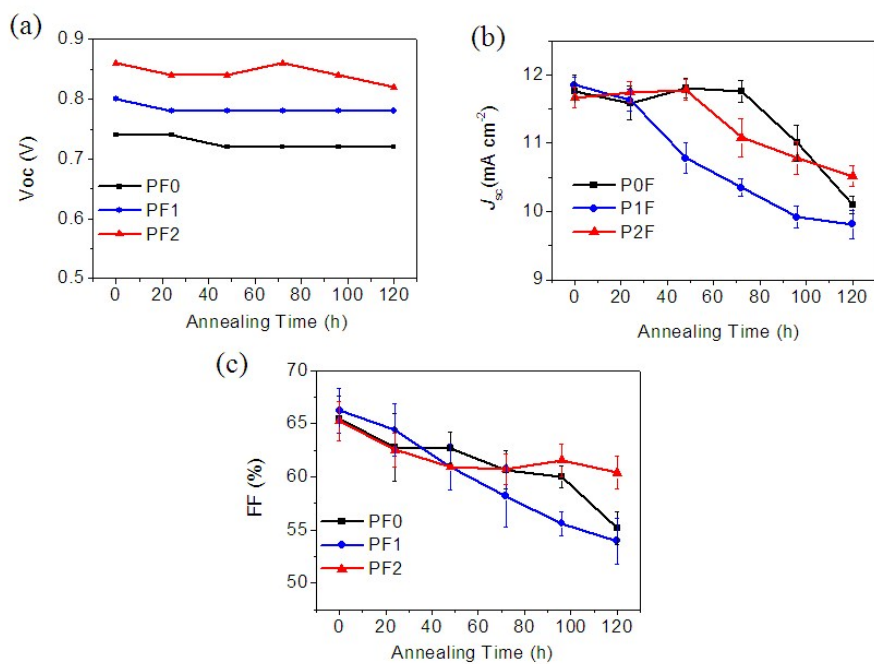 (a)
0.9
0.8
0.7
0.6
0.5
Voc (V)
PF0
PF1
PF2
0 20 40 60 80 100 120
Annealing Time (h)
(b)
12
11
10
9
Jsc (mA cm-2)
P0F
P1F
P2F
0 20 40 60 80 100 120
Annealing Time (h)
(c)
70
65
60
55
50
FF (%)
PF0
PF1
PF2
0 20 40 60 80 100 120
Annealing Time (h)